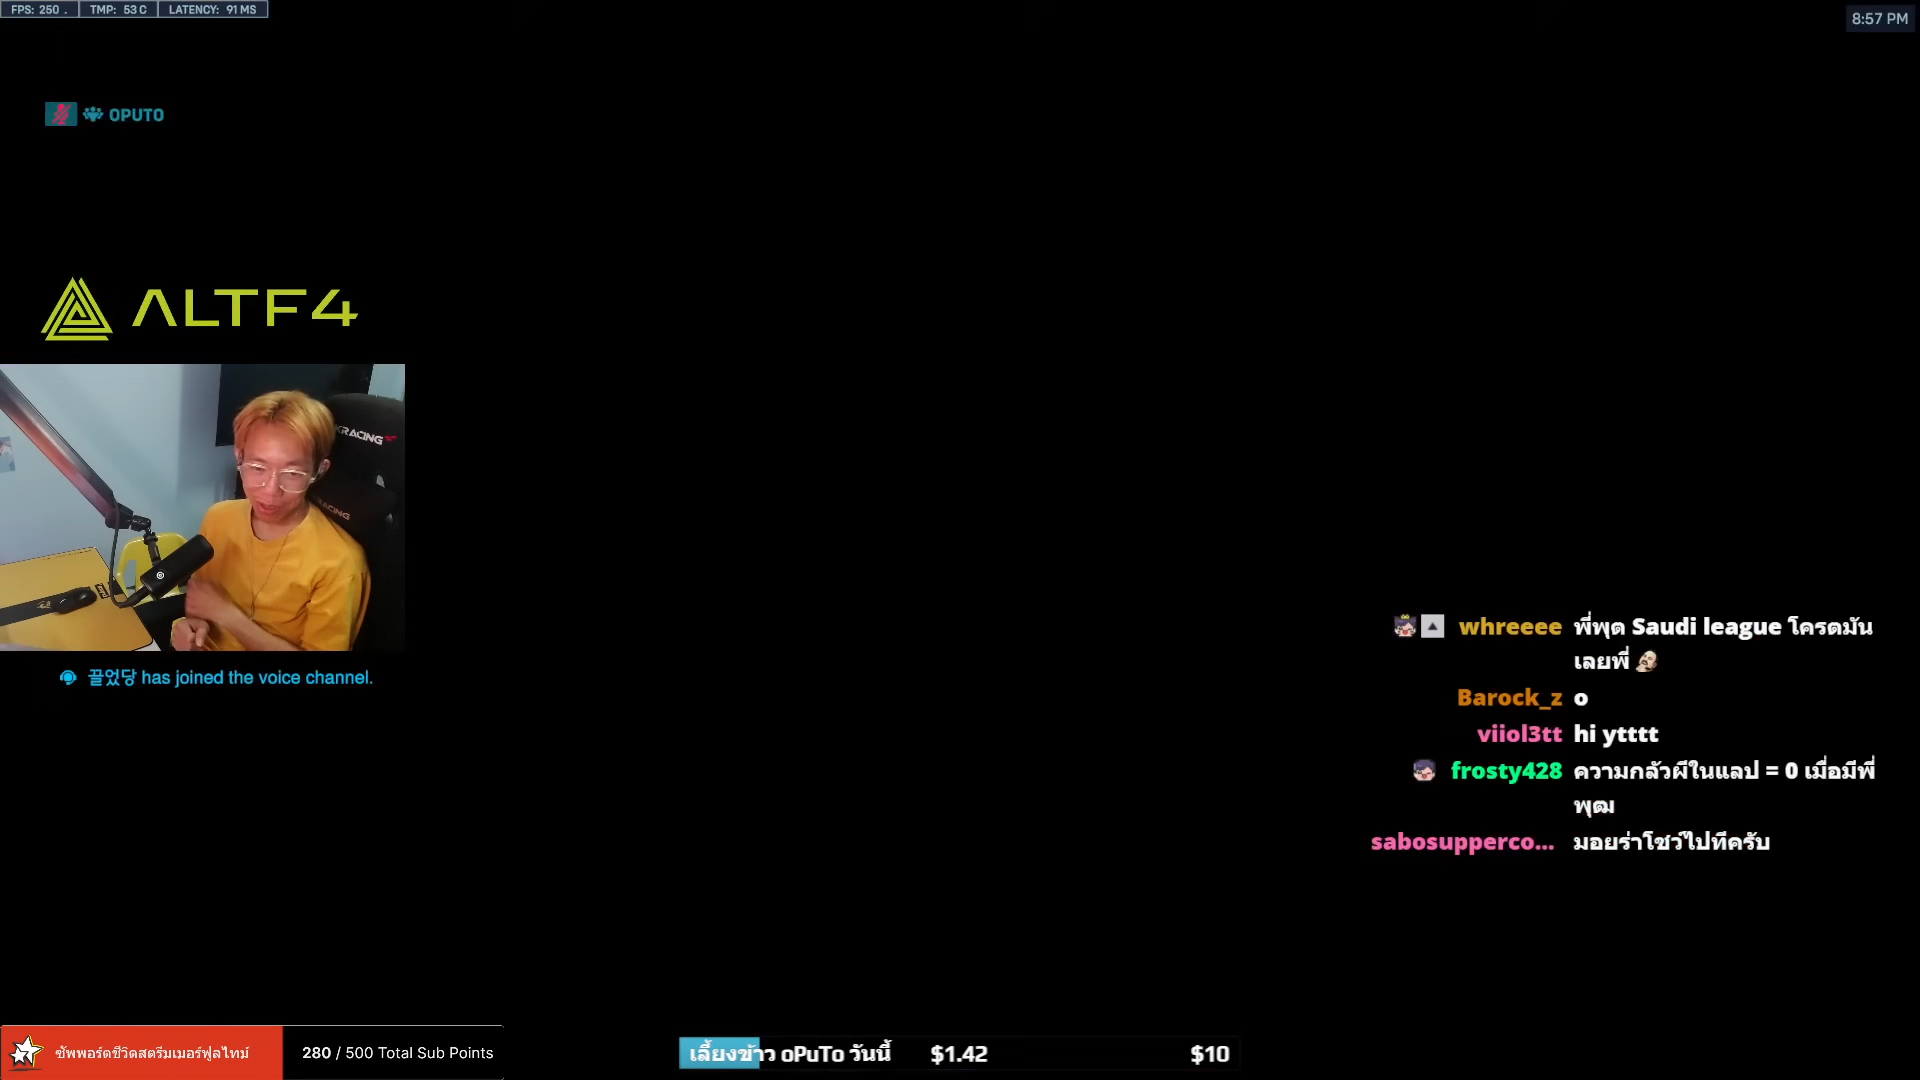 FPS: 250 .
TMP: 53 C
LATENCY: 91 MS
8:57 PM
OPUTO
ALTF4
RACING
RACING
끌었당 has joined the voice channel.
whreeee พี่พุด Saudi league โครตมัน
เลยพี่
Barock_z o
viiol3tt hi ytttt
frosty428 ความกลัวผีในแลป = 0 เมื่อมีพี่
พุฒ
sabosupperco... มอยร่าโชว์ไปทีครับ
ซัพพอร์ตชีวิตสตรีมเมอร์ฟูลไทม์
280 / 500 Total Sub Points
เลี้ยงข้าว oPuTo วันนี้ $1.42 $10